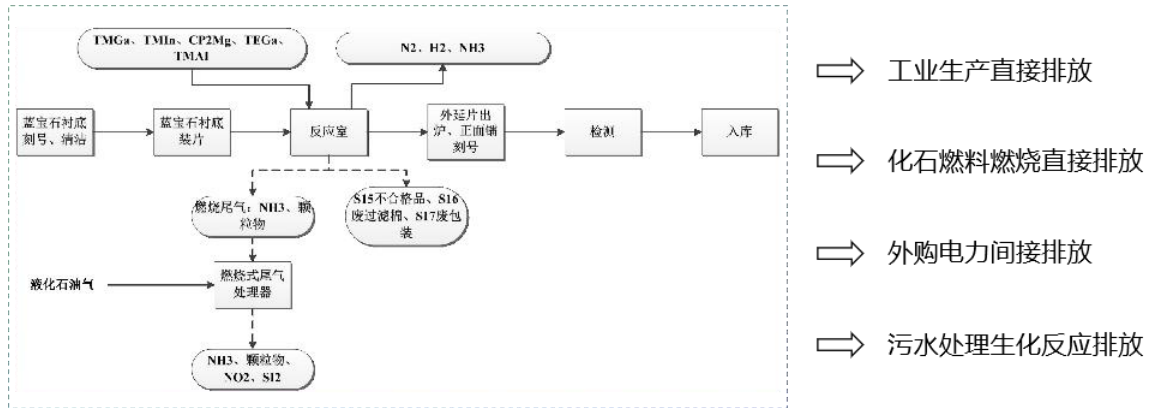 TMGa、TMIn、CP2Mg、TEGa、
TMAI
N2、H2、NH3
蓝宝石衬底
刻号、清洁
蓝宝石衬底
装片
反应室
外延片出
炉、正面镭
刻号
检测
入库
燃烧尾气：NH3、颗
粒物
S15不合格品、S16
废过滤桶、S17废包
装
液化石油气
燃烧式尾气
处理器
NH3、颗粒物、
NO2、SI2
工业生产直接排放
化石燃料燃烧直接排放
外购电力间接排放
污水处理生化反应排放